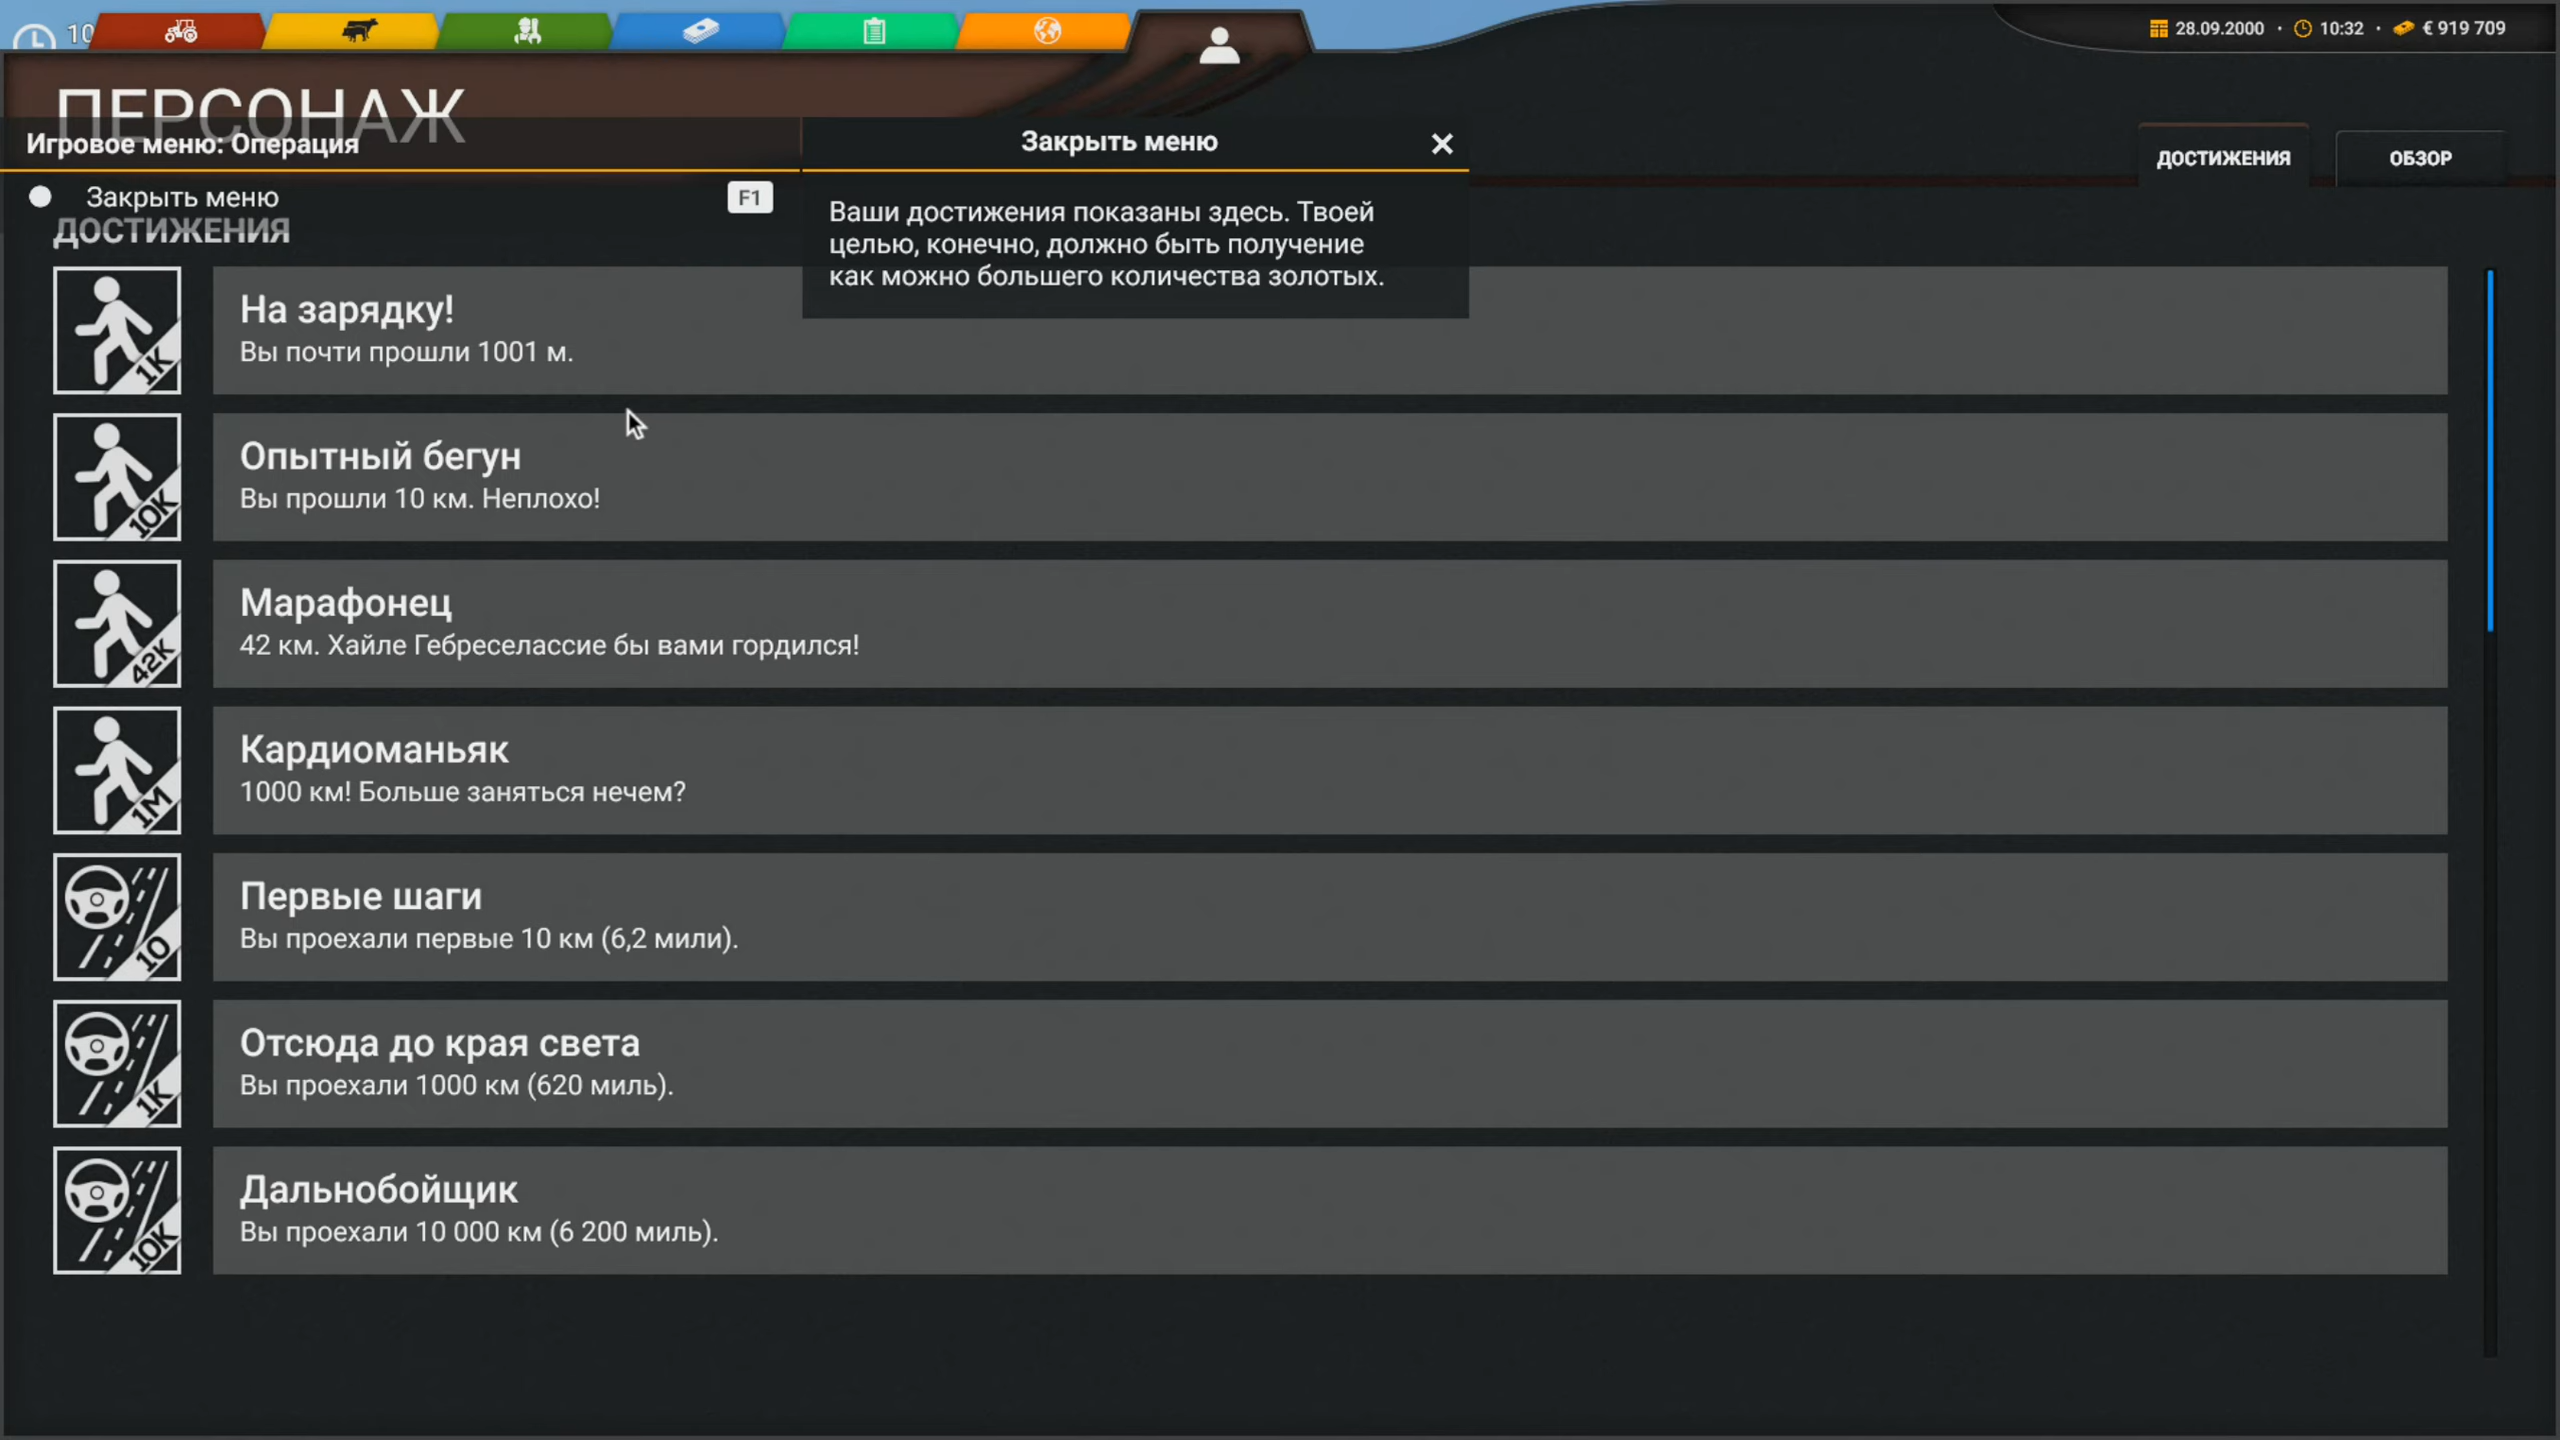 10
28.09.2000 · 10:32 · € 919 709
ПЕРСОНАЖ
Игровое меню: Операция
Закрыть меню
ДОСТИЖЕНИЯ
ОБЗОР
Закрыть меню F1
Ваши достижения показаны здесь. Твоей
целью, конечно, должно быть получение
как можно большего количества золотых.
ДОСТИЖЕНИЯ
1K
На зарядку!
Вы почти прошли 1001 м.
10K
Опытный бегун
Вы прошли 10 км. Неплохо!
42K
Марафонец
42 км. Хайле Гебреселассие бы вами гордился!
1M
Кардиоманьяк
1000 км! Больше заняться нечем?
10
Первые шаги
Вы проехали первые 10 км (6,2 мили).
1K
Отсюда до края света
Вы проехали 1000 км (620 миль).
10K
Дальнобойщик
Вы проехали 10 000 км (6 200 миль).